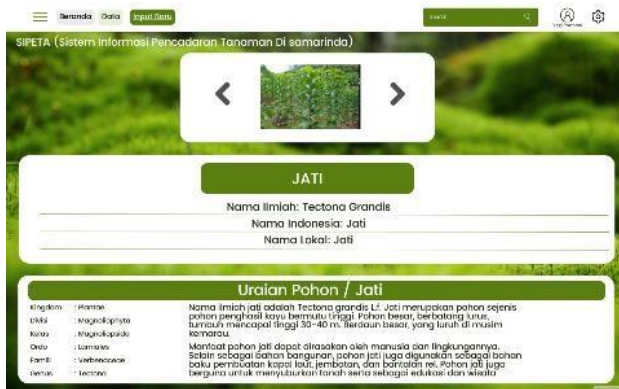 Beranda Data Input Baru
SIPETA (Sistem Informasi Pencadaran Tanaman Di samarinda)
JATI
Nama Ilmiah: Tectona Grandis
Nama Indonesia: Jati
Nama Lokal: Jati
Uraian Pohon / Jati
Kingdom : Plantae
Divisi : Magnoliophyta
Kelas : Magnoliopsida
Ordo : Lamiales
Famili : Verbenaceae
Genus : Tectona
Nama ilmiah jati adalah Tectona grandis L.f. Jati merupakan pohon sejenis
pohon penghasil kayu bermutu tinggi. Pohon besar, berbatang lurus,
tumbuh mencapai tinggi 30-40 m. Berdaun besar, yang luruh di musim
kemarau.
Manfaat pohon jati dapat dirasakan oleh manusia dan lingkungannya.
Selain sebagai bahan bangunan, pohon jati juga digunakan sebagai bahan
baku pembuatan kapal laut, jembatan, dan bantalan rel. Pohon jati juga
berguna untuk menyuburkan tanah serta sebagai edukasi dan wisata